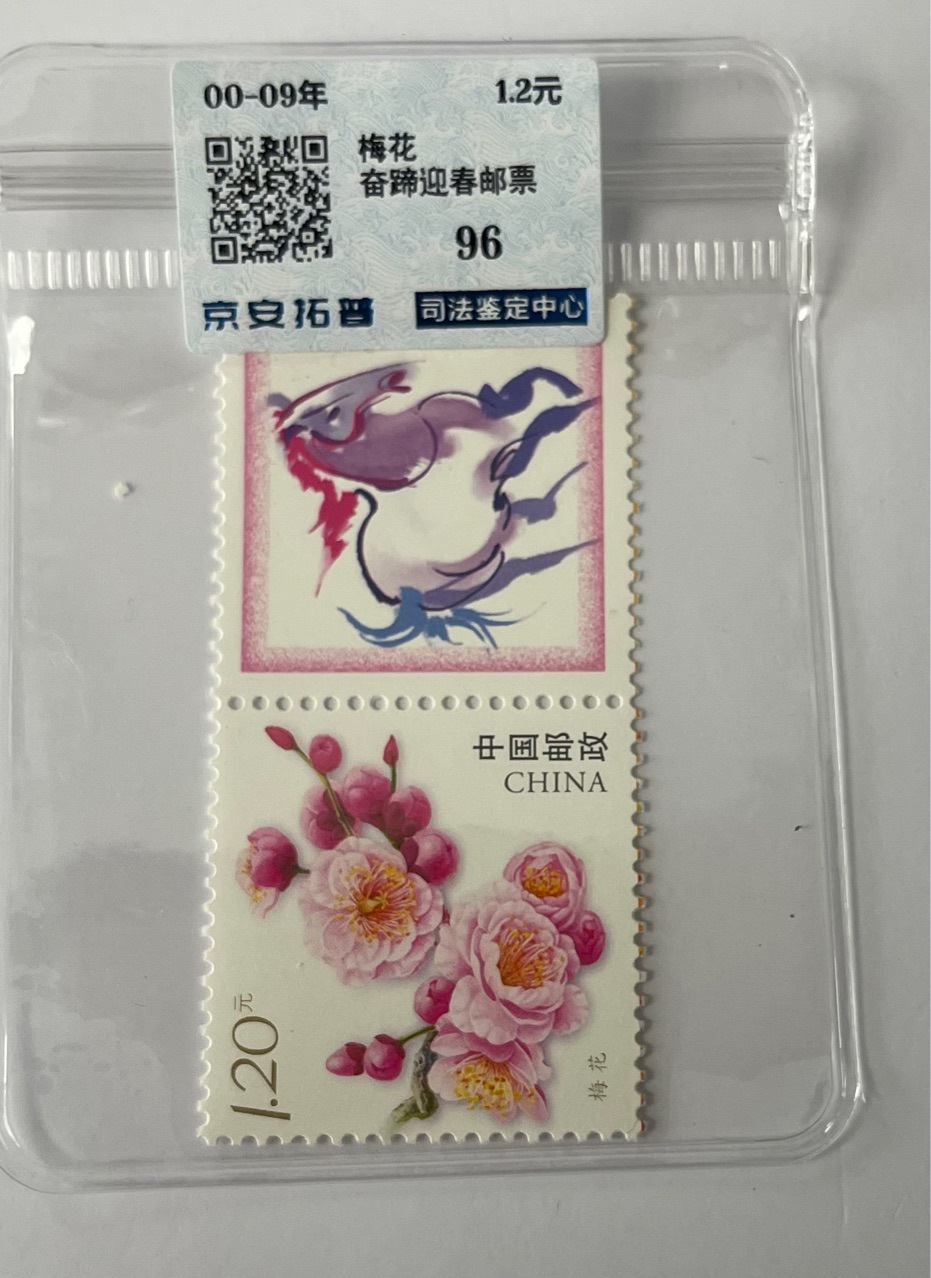 00-09年
1.2元
梅花
奋蹄迎春邮票
96
京安拓普
司法鉴定中心
中国邮政
CHINA
1.20元
梅花